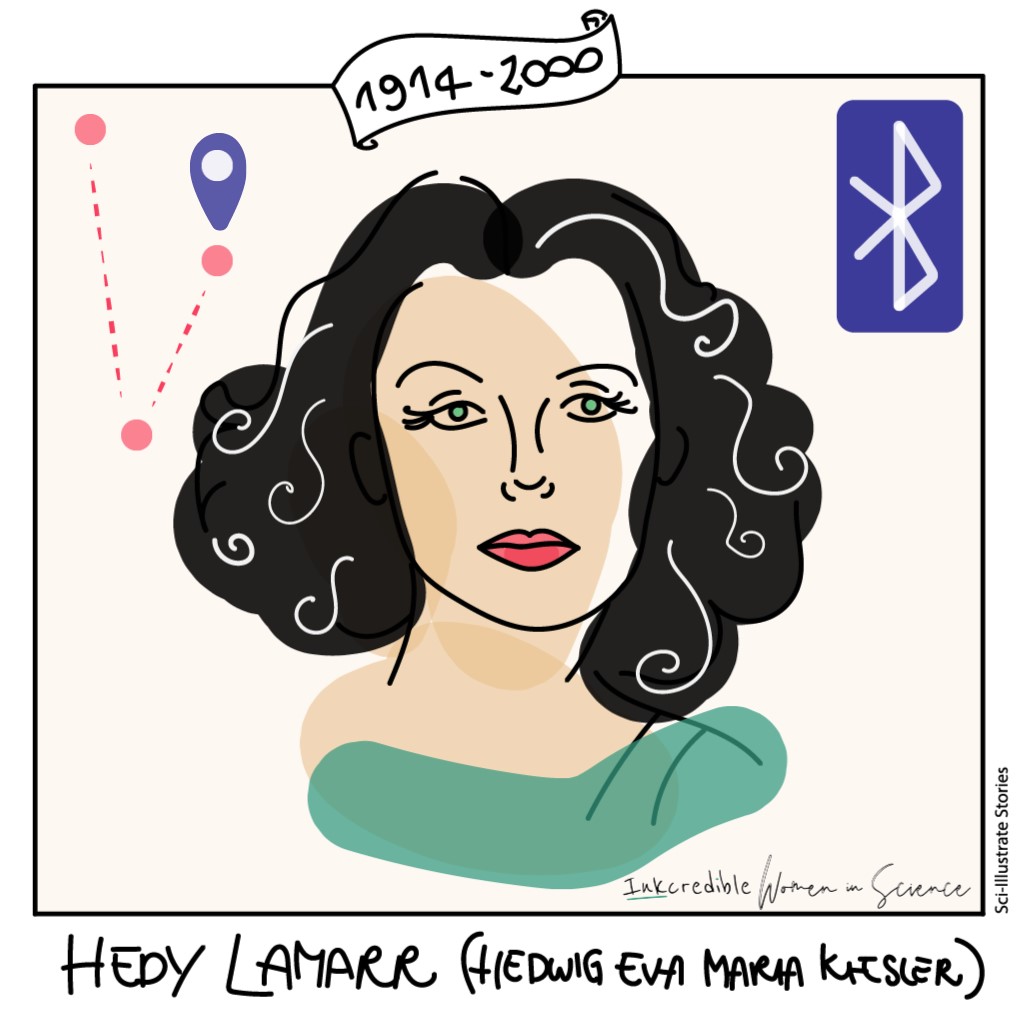 1914-2000
Inkcredible Women in Science
Sci-Illustrate Stories
HEDY LAMARR (HEDWIG EVA MARIA KIESLER)